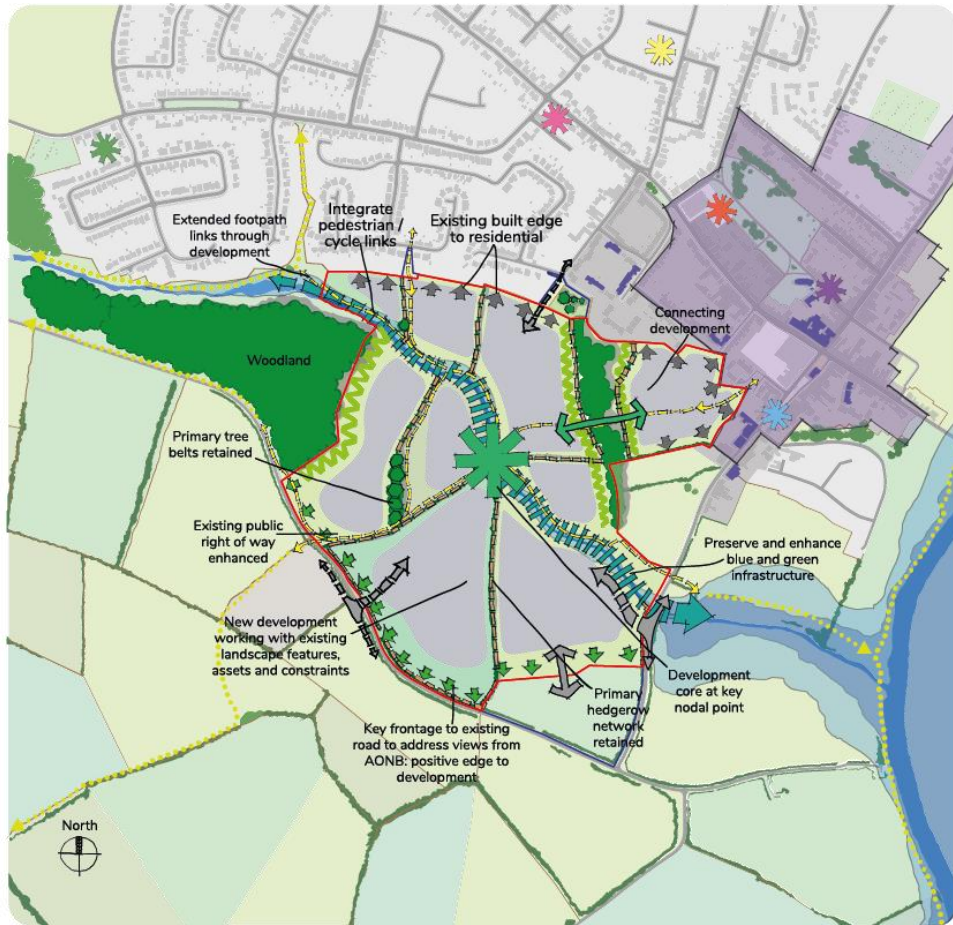 Extended footpath
links through
development
Integrate
pedestrian /
cycle links
Existing built edge
to residential
Connecting
development
Woodland
Primary tree
belts retained
Existing public
right of way
enhanced
Preserve and enhance
blue and green
infrastructure
New development
working with existing
landscape features,
assets and constraints
Development
core at key
nodal point
Primary
hedgerow
network
retained
Key frontage to existing
road to address views from
AONB: positive edge to
development
North